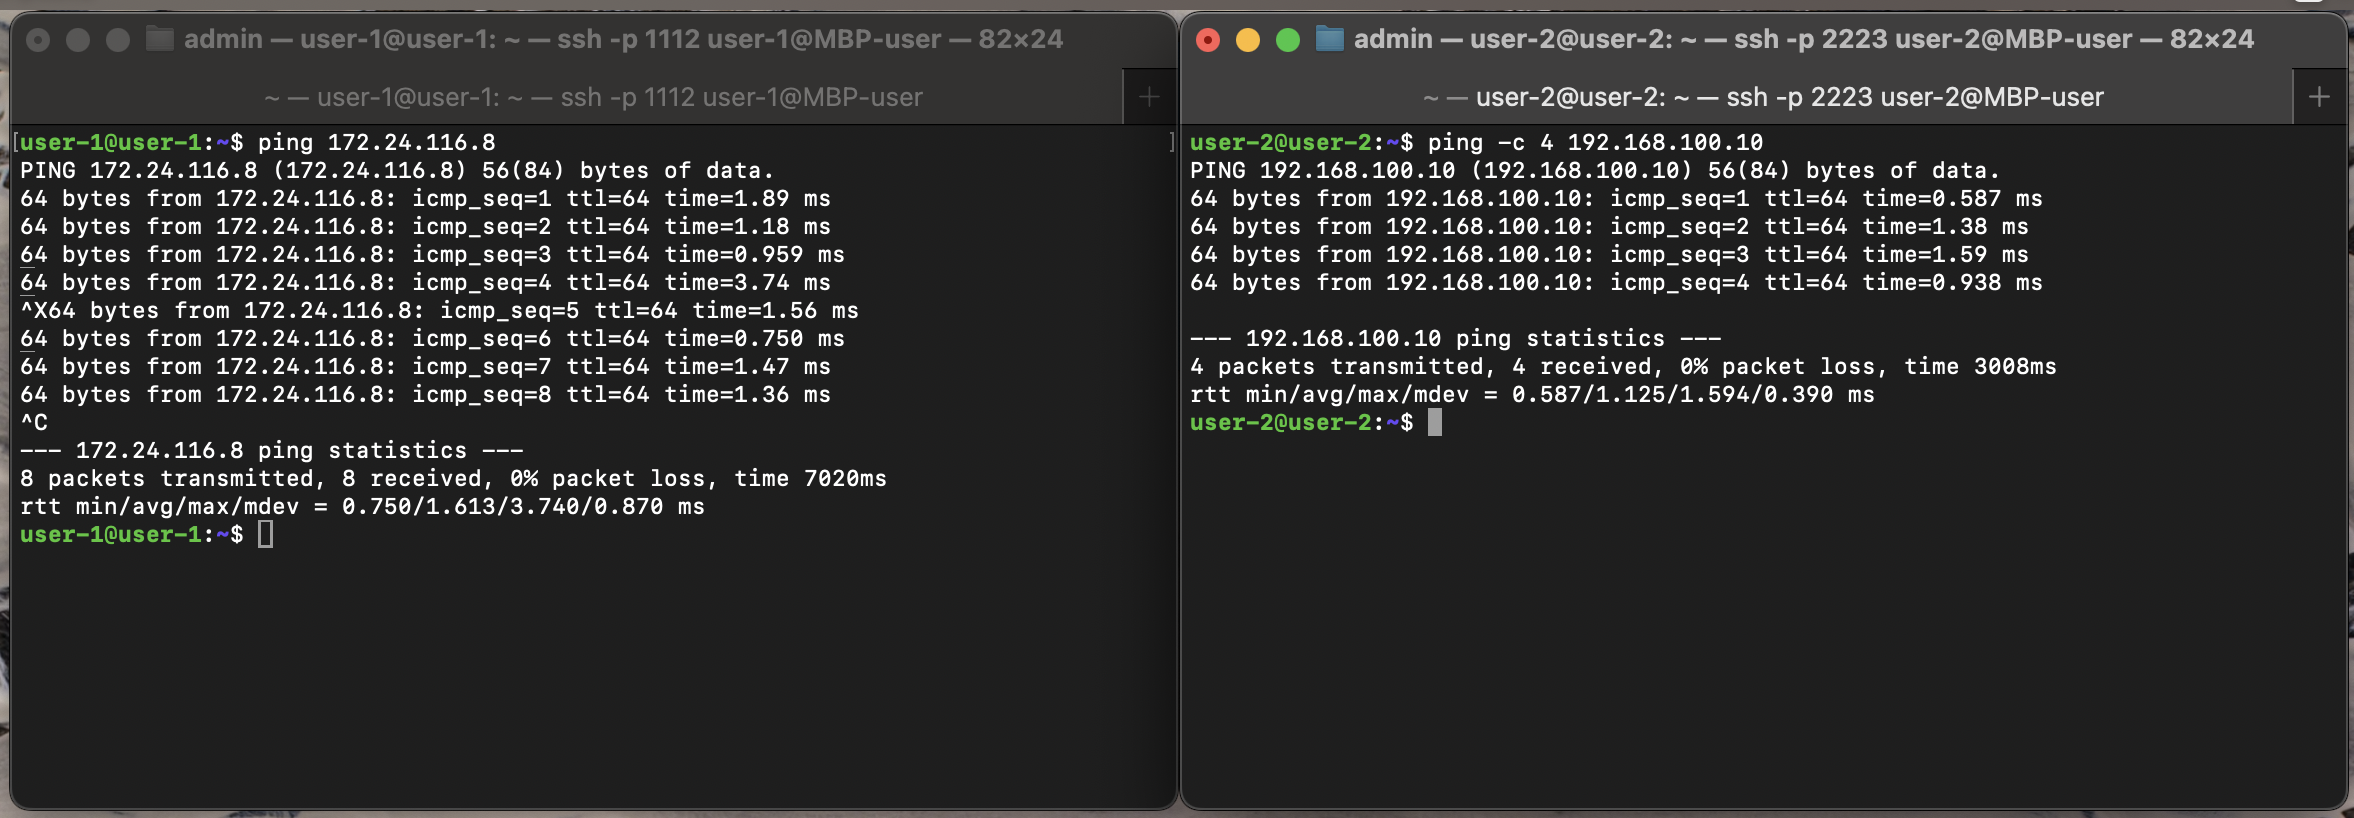 admin — user-1@user-1: ~ — ssh -p 1112 user-1@MBP-user — 82×24
~ — user-1@user-1: ~ — ssh -p 1112 user-1@MBP-user
[user-1@user-1:~$ ping 172.24.116.8 ]
PING 172.24.116.8 (172.24.116.8) 56(84) bytes of data.
64 bytes from 172.24.116.8: icmp_seq=1 ttl=64 time=1.89 ms
64 bytes from 172.24.116.8: icmp_seq=2 ttl=64 time=1.18 ms
64 bytes from 172.24.116.8: icmp_seq=3 ttl=64 time=0.959 ms
64 bytes from 172.24.116.8: icmp_seq=4 ttl=64 time=3.74 ms
^X64 bytes from 172.24.116.8: icmp_seq=5 ttl=64 time=1.56 ms
64 bytes from 172.24.116.8: icmp_seq=6 ttl=64 time=0.750 ms
64 bytes from 172.24.116.8: icmp_seq=7 ttl=64 time=1.47 ms
64 bytes from 172.24.116.8: icmp_seq=8 ttl=64 time=1.36 ms
^C
--- 172.24.116.8 ping statistics ---
8 packets transmitted, 8 received, 0% packet loss, time 7020ms
rtt min/avg/max/mdev = 0.750/1.613/3.740/0.870 ms
user-1@user-1:~$
admin — user-2@user-2: ~ — ssh -p 2223 user-2@MBP-user — 82×24
~ — user-2@user-2: ~ — ssh -p 2223 user-2@MBP-user
user-2@user-2:~$ ping -c 4 192.168.100.10
PING 192.168.100.10 (192.168.100.10) 56(84) bytes of data.
64 bytes from 192.168.100.10: icmp_seq=1 ttl=64 time=0.587 ms
64 bytes from 192.168.100.10: icmp_seq=2 ttl=64 time=1.38 ms
64 bytes from 192.168.100.10: icmp_seq=3 ttl=64 time=1.59 ms
64 bytes from 192.168.100.10: icmp_seq=4 ttl=64 time=0.938 ms
--- 192.168.100.10 ping statistics ---
4 packets transmitted, 4 received, 0% packet loss, time 3008ms
rtt min/avg/max/mdev = 0.587/1.125/1.594/0.390 ms
user-2@user-2:~$